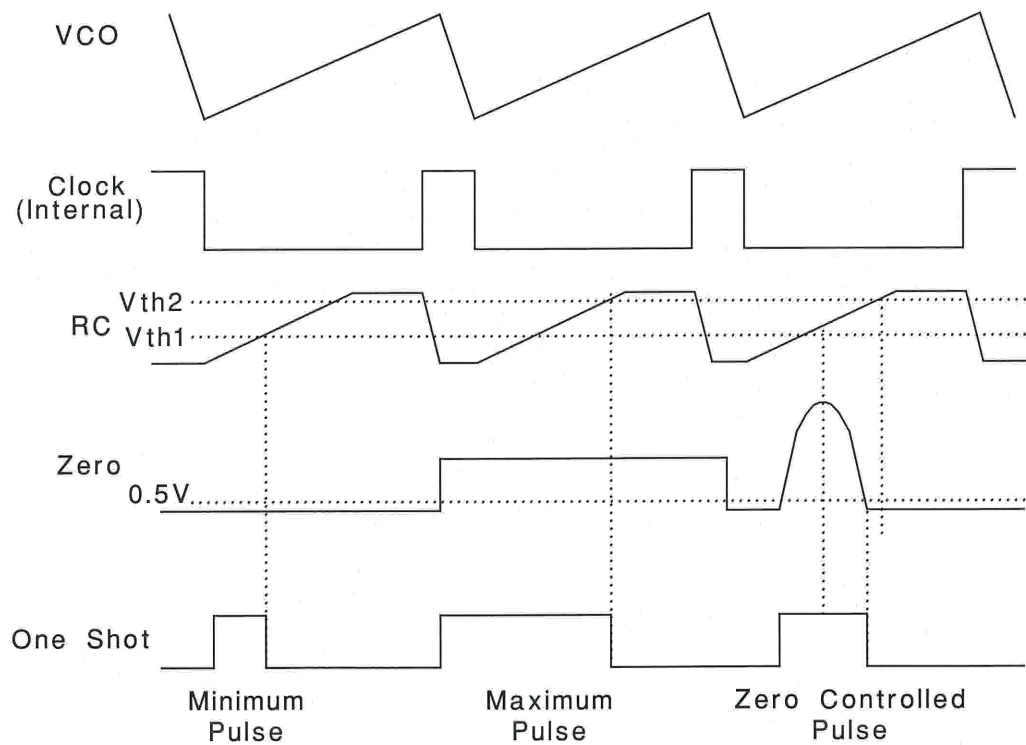 VCO
Clock
(Internal)
Vth2
RC
Vth1
Zero
0.5V
One Shot
Minimum
Pulse
Maximum
Pulse
Zero Controlled
Pulse